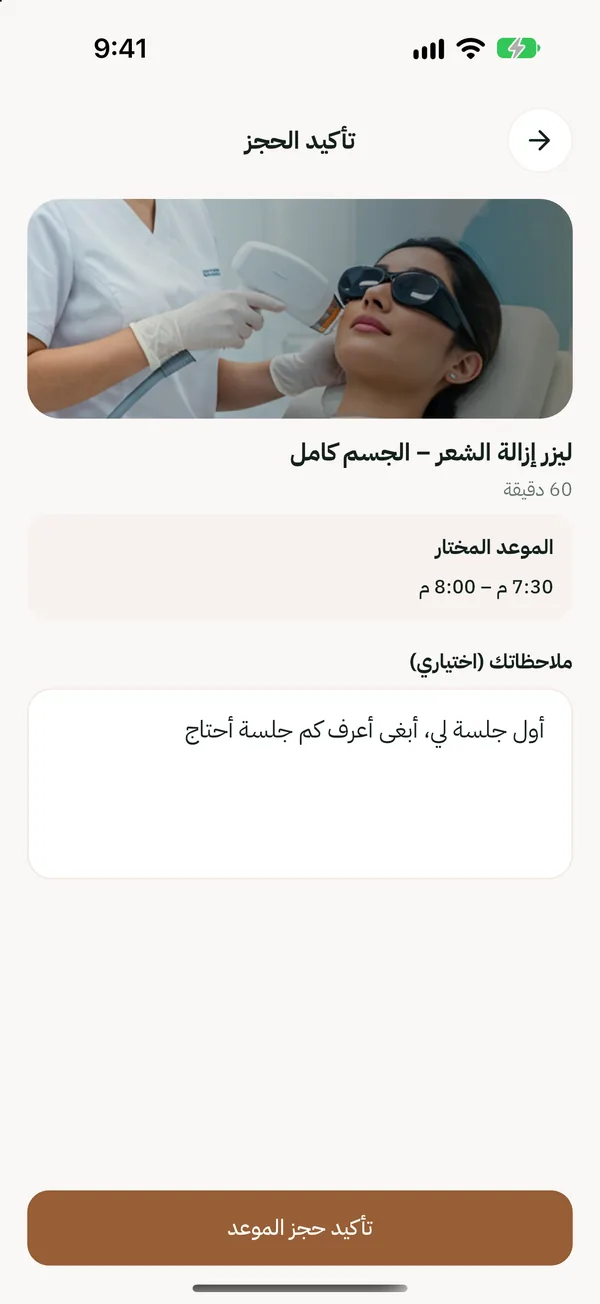 9:41
تأكيد الحجز
ليزر إزالة الشعر – الجسم كامل
60 دقيقة
الموعد المختار
7:30 م – 8:00 م
ملاحظاتك (اختياري)
أول جلسة لي، أبغى أعرف كم جلسة أحتاج
تأكيد حجز الموعد